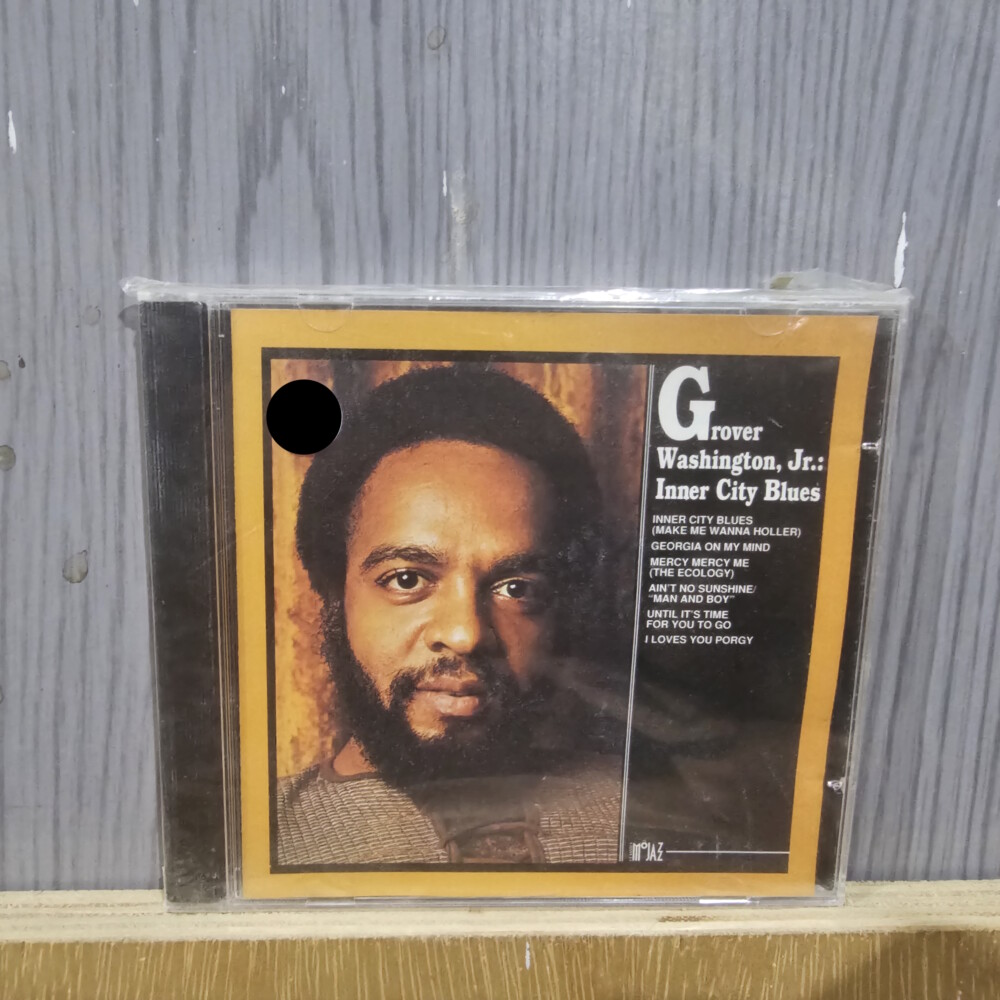 Grover
Washington, Jr.:
Inner City Blues
INNER CITY BLUES
(MAKE ME WANNA HOLLER)
GEORGIA ON MY MIND
MERCY MERCY ME
(THE ECOLOGY)
AIN'T NO SUNSHINE/
"MAN AND BOY"
UNTIL IT'S TIME
FOR YOU TO GO
I LOVES YOU PORGY
MoJAZZ